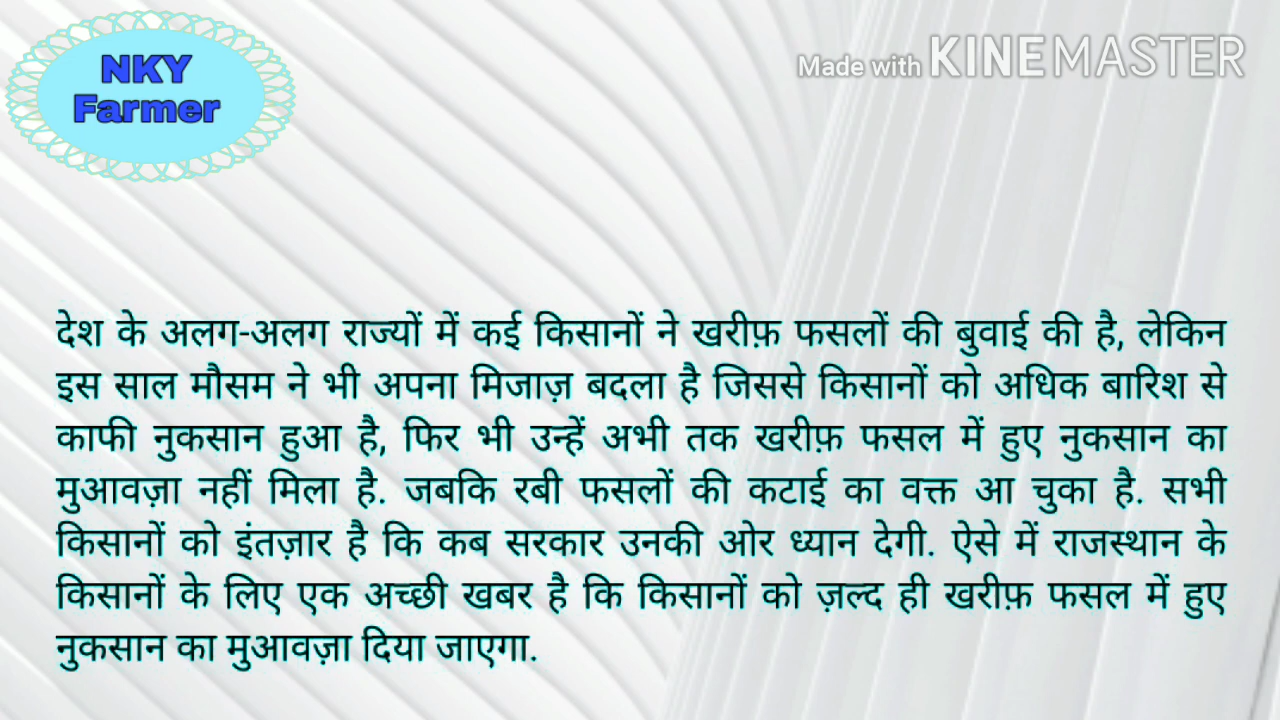 NKY
Farmer
Made with KINEMASTER
देश के अलग-अलग राज्यों में कई किसानों ने खरीफ़ फसलों की बुवाई की है, लेकिन
इस साल मौसम ने भी अपना मिजाज़ बदला है जिससे किसानों को अधिक बारिश से
काफी नुकसान हुआ है, फिर भी उन्हें अभी तक खरीफ़ फसल में हुए नुकसान का
मुआवज़ा नहीं मिला है. जबकि रबी फसलों की कटाई का वक्त आ चुका है. सभी
किसानों को इंतज़ार है कि कब सरकार उनकी ओर ध्यान देगी. ऐसे में राजस्थान के
किसानों के लिए एक अच्छी खबर है कि किसानों को ज़ल्द ही खरीफ़ फसल में हुए
नुकसान का मुआवज़ा दिया जाएगा.